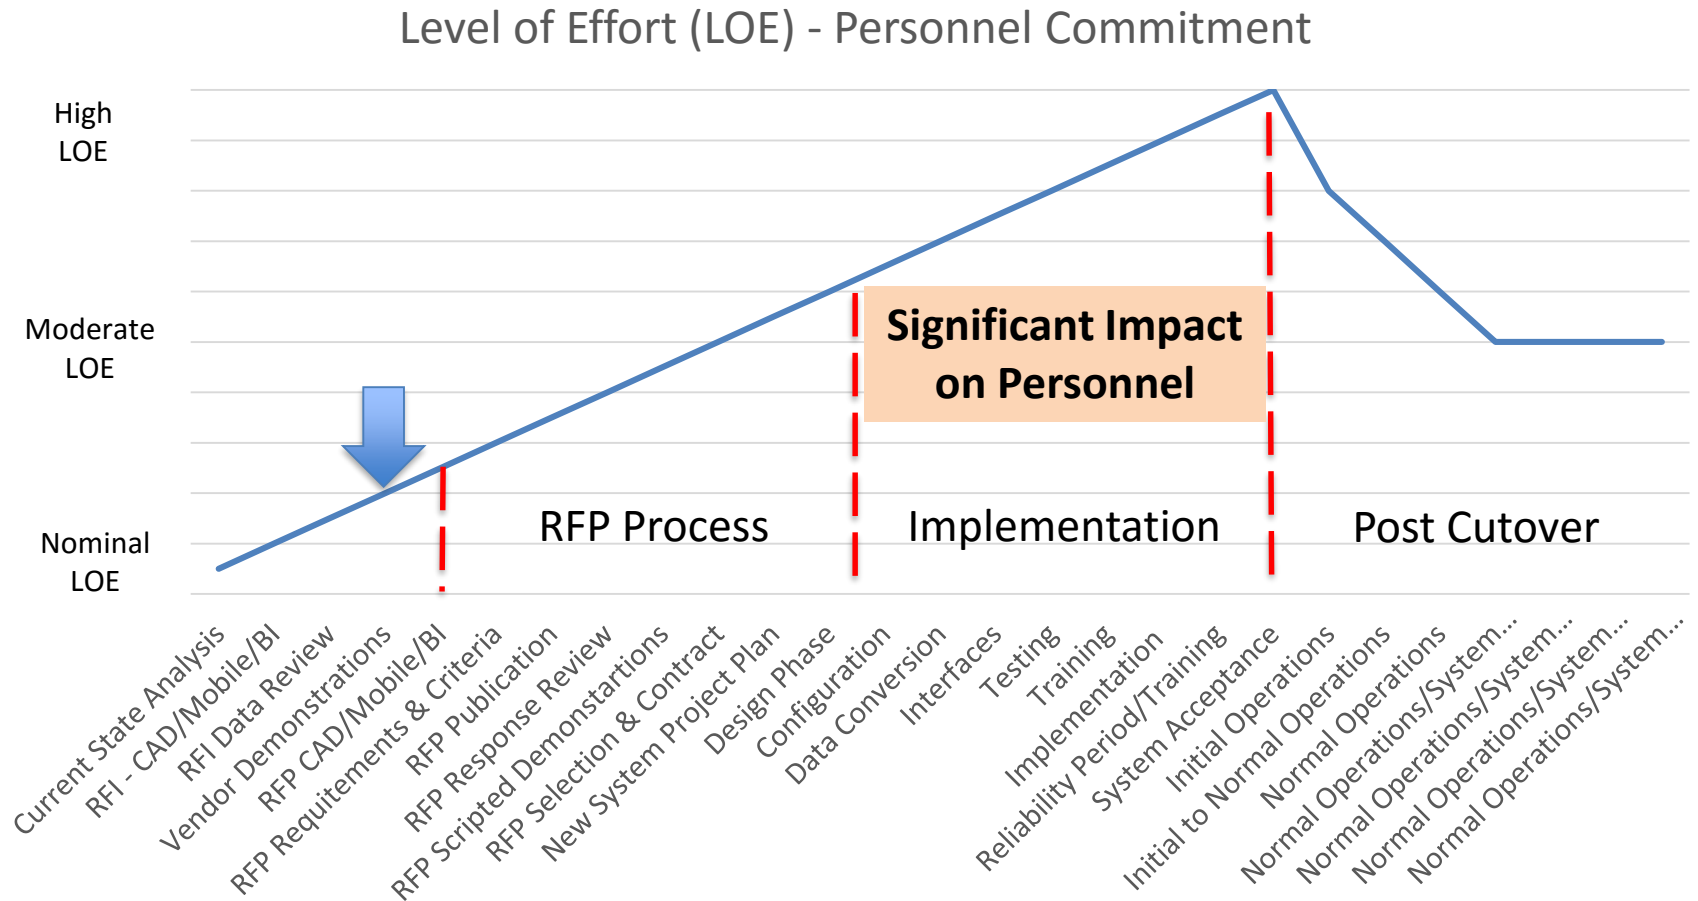 Level of Effort (LOE) - Personnel Commitment
High
LOE
Moderate
LOE
Nominal
LOE
Significant Impact
on Personnel
RFP Process
Implementation
Post Cutover
Current State Analysis
RFI - CAD/Mobile/BI
RFI Data Review
Vendor Demonstrations
RFP CAD/Mobile/BI
RFP Requitements & Criteria
RFP Publication
RFP Response Review
RFP Scripted Demonstartions
RFP Selection & Contract
New System Project Plan
Design Phase
Configuration
Data Conversion
Interfaces
Testing
Training
Implementation
Reliability Period/Training
System Acceptance
Initial Operations
Initial to Normal Operations
Normal Operations
Normal Operations/System...
Normal Operations/System...
Normal Operations/System...
Normal Operations/System...